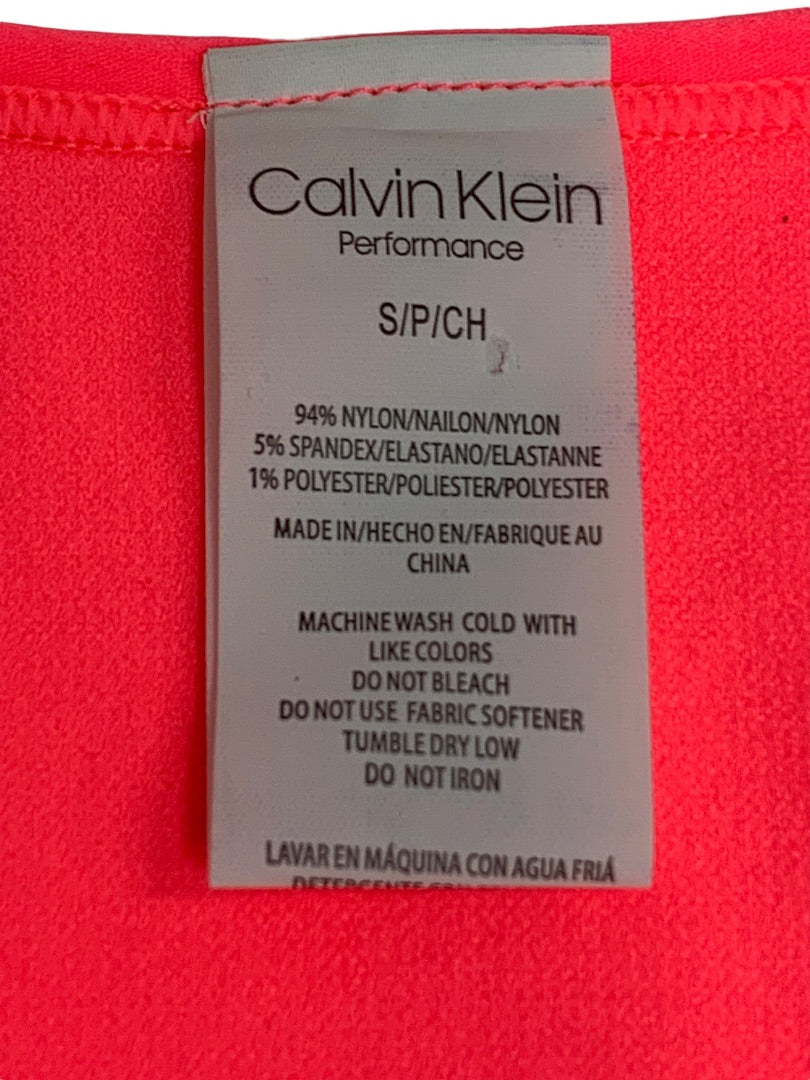 Calvin Klein
Performance
S/P/CH
94% NYLON/NAILON/NYLON
5% SPANDEX/ELASTANO/ELASTANNE
1% POLYESTER/POLIESTER/POLYESTER
MADE IN/HECHO EN/FABRIQUE AU
CHINA
MACHINE WASH COLD WITH
LIKE COLORS
DO NOT BLEACH
DO NOT USE FABRIC SOFTENER
TUMBLE DRY LOW
DO NOT IRON
LAVAR EN MÁQUINA CON AGUA FRIÁ